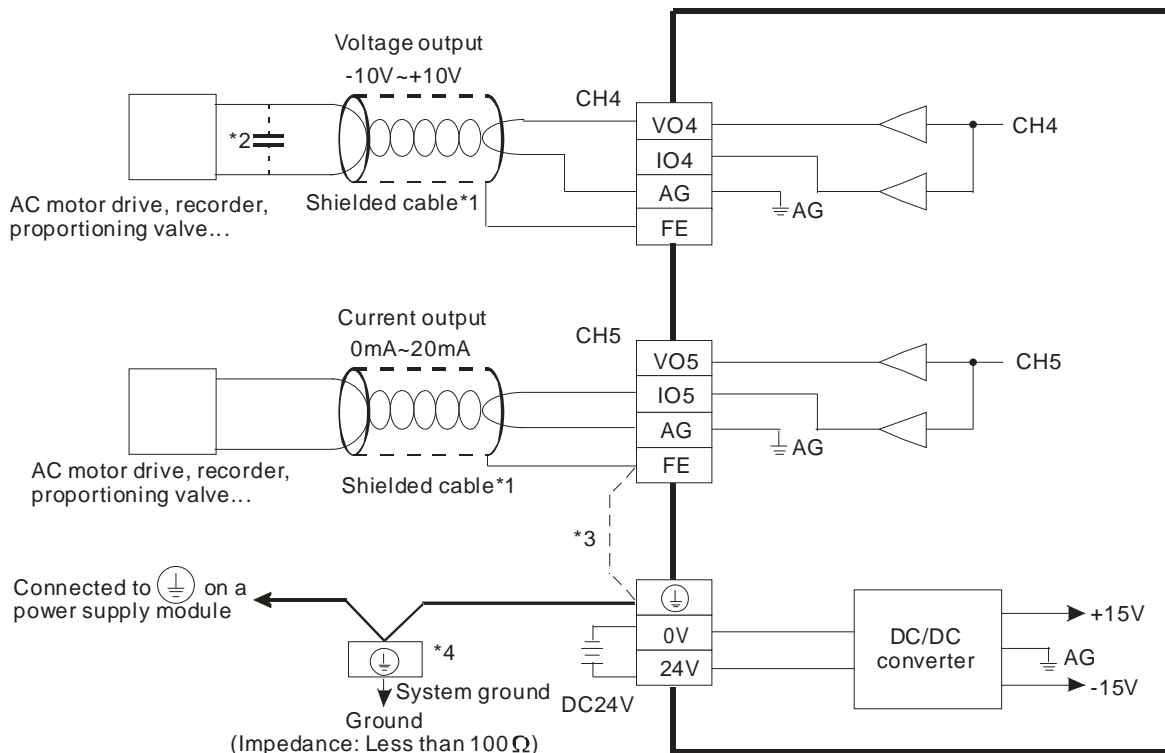 Voltage output
-10V~+10V
CH4
VO4
CH4
*2
IO4
AG
AG
Shielded cable*1
FE
AC motor drive, recorder,
proportioning valve...
Current output
0mA~20mA
CH5
VO5
CH5
IO5
AG
AG
FE
AC motor drive, recorder,
proportioning valve...
Shielded cable*1
*3
Connected to ⏚ on a
power supply module
0V
24V
DC24V
DC/DC
converter
+15V
AG
-15V
*4
System ground
Ground
(Impedance: Less than 100Ω)